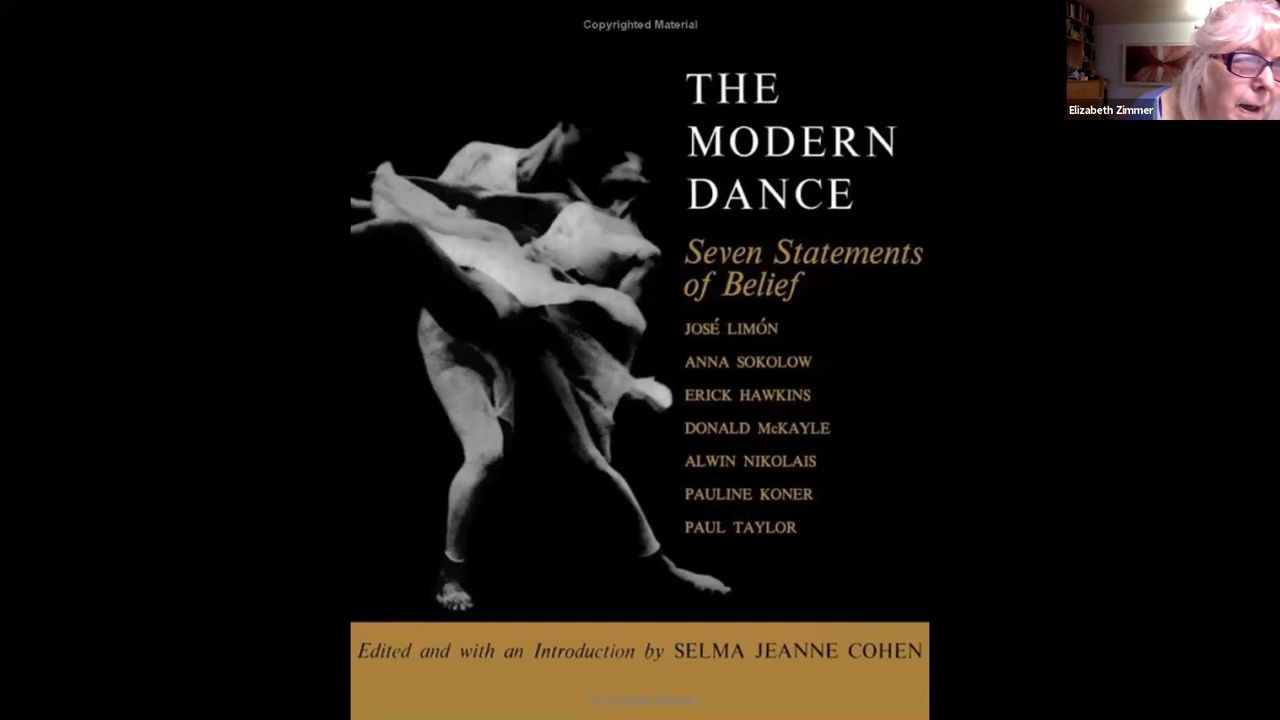 Copyrighted Material
Elizabeth Zimmer
THE
MODERN
DANCE
Seven Statements
of Belief
JOSÉ LIMÓN
ANNA SOKOLOW
ERICK HAWKINS
DONALD McKAYLE
ALWIN NIKOLAIS
PAULINE KONER
PAUL TAYLOR
Edited and with an Introduction by SELMA JEANNE COHEN